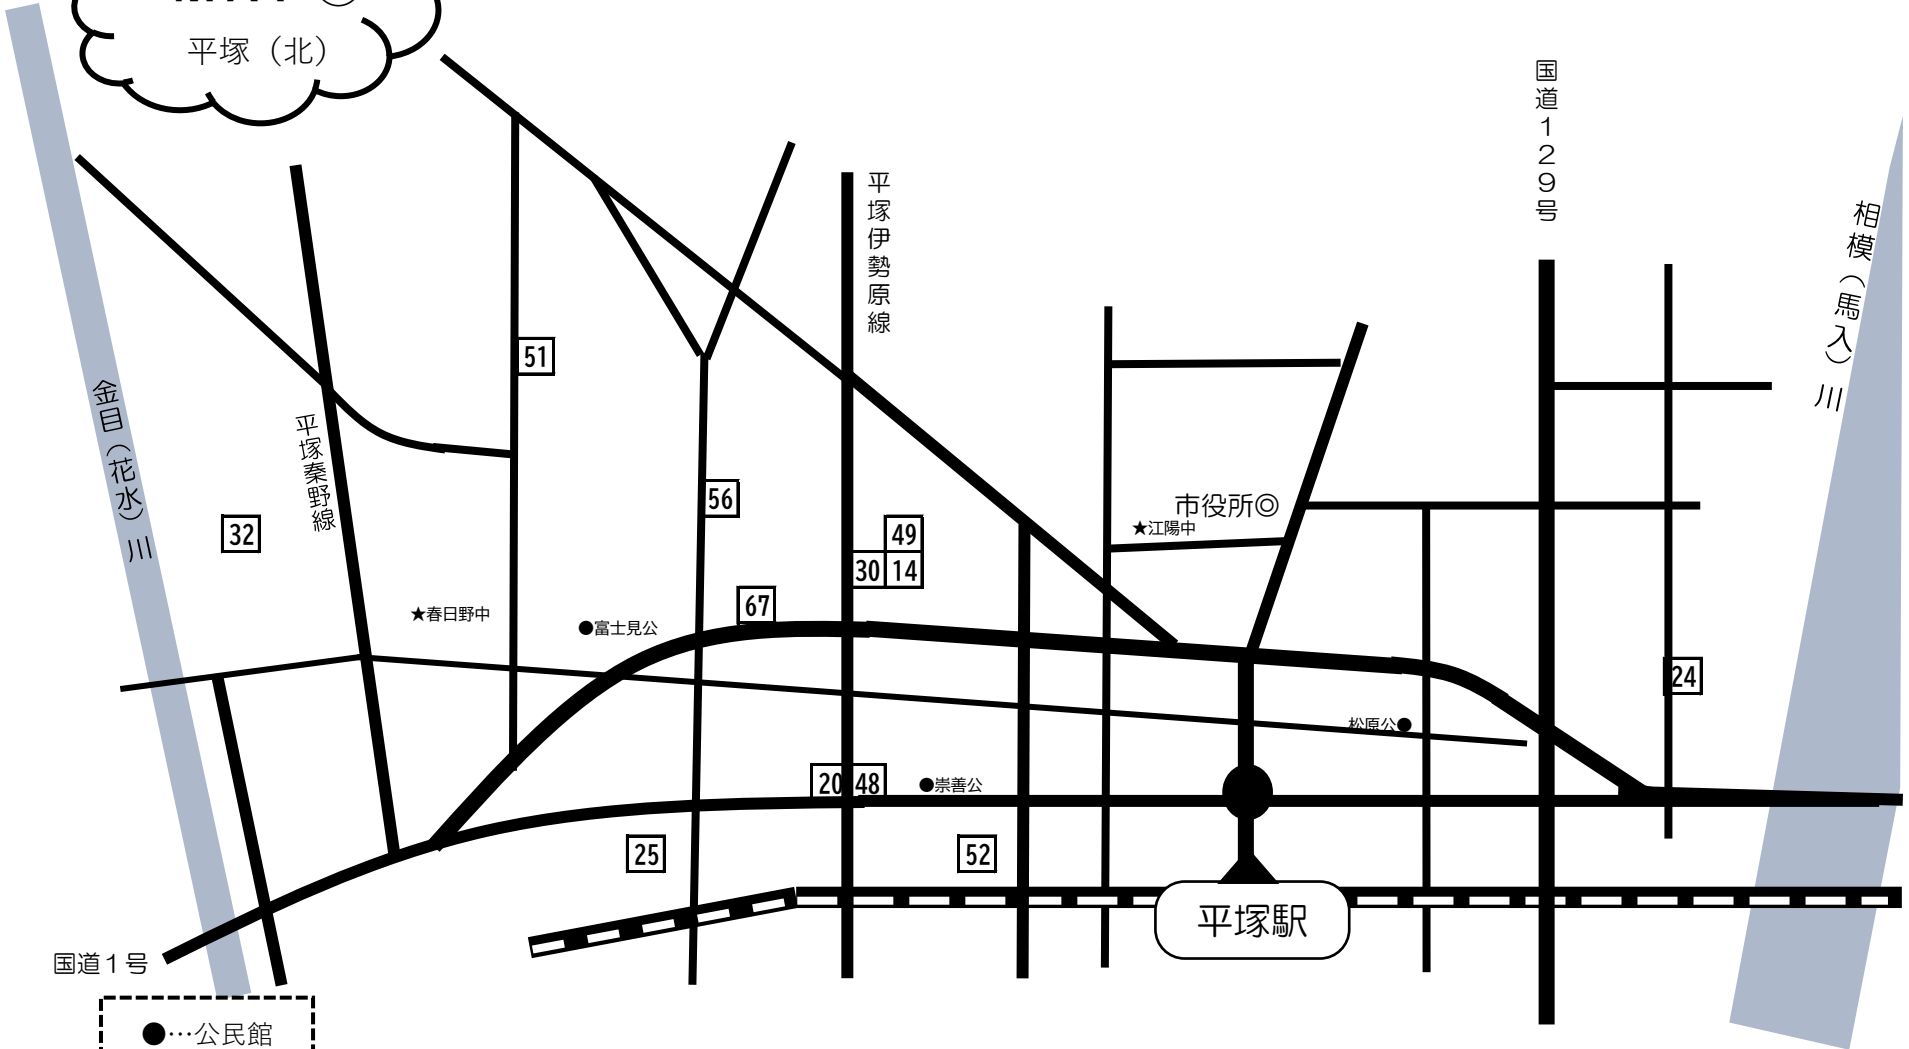 平塚（北）
国道１２９号
平塚伊勢原線
相模（馬入）川
51
金目（花水）川
平塚秦野線
56
市役所◎
★江陽中
32
49
30 14
67
★春日野中
●富士見公
24
松原公●
20 48
●崇善公
25
52
平塚駅
国道１号
●…公民館